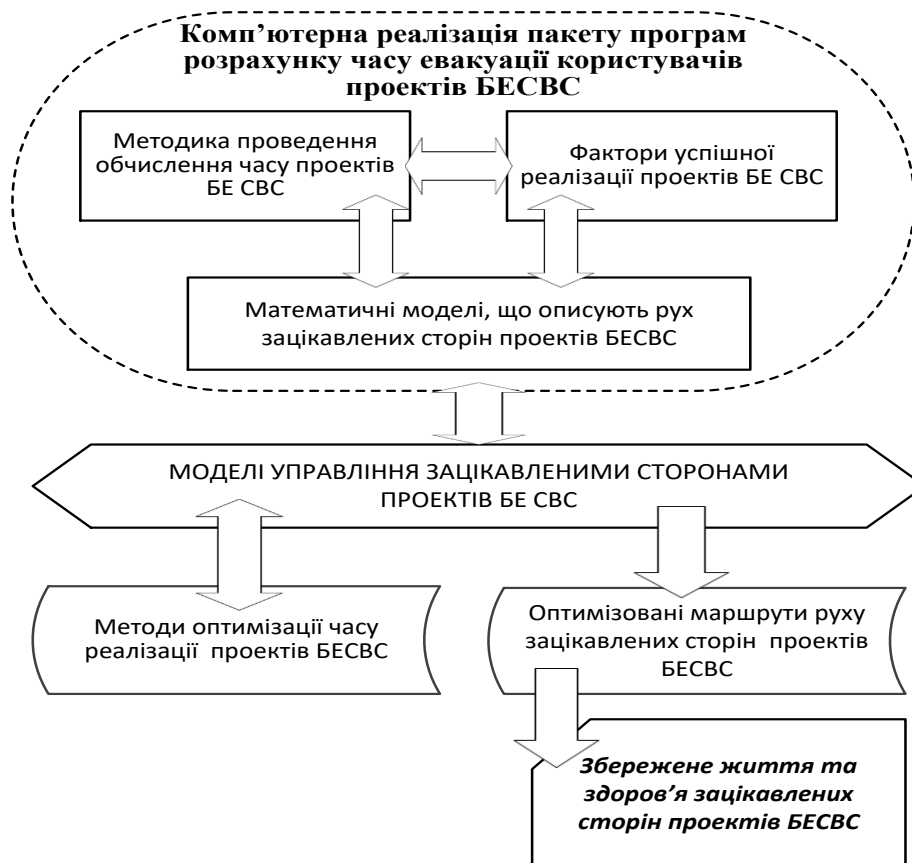 Комп’ютерна реалізація пакету програм
розрахунку часу евакуації користувачів
проектів БЕСВС
Методика проведення
обчислення часу проектів
БЕ СВС
Фактори успішної
реалізації проектів БЕ СВС
Математичні моделі, що описують рух
зацікавлених сторін проектів БЕСВС
МОДЕЛІ УПРАВЛІННЯ ЗАЦІКАВЛЕНИМИ СТОРОНАМИ
ПРОЕКТІВ БЕ СВС
Методи оптимізації часу
реалізації проектів БЕСВС
Оптимізовані маршрути руху
зацікавлених сторін проектів
БЕСВС
Збережене життя та
здоров’я зацікавлених
сторін проектів БЕСВС